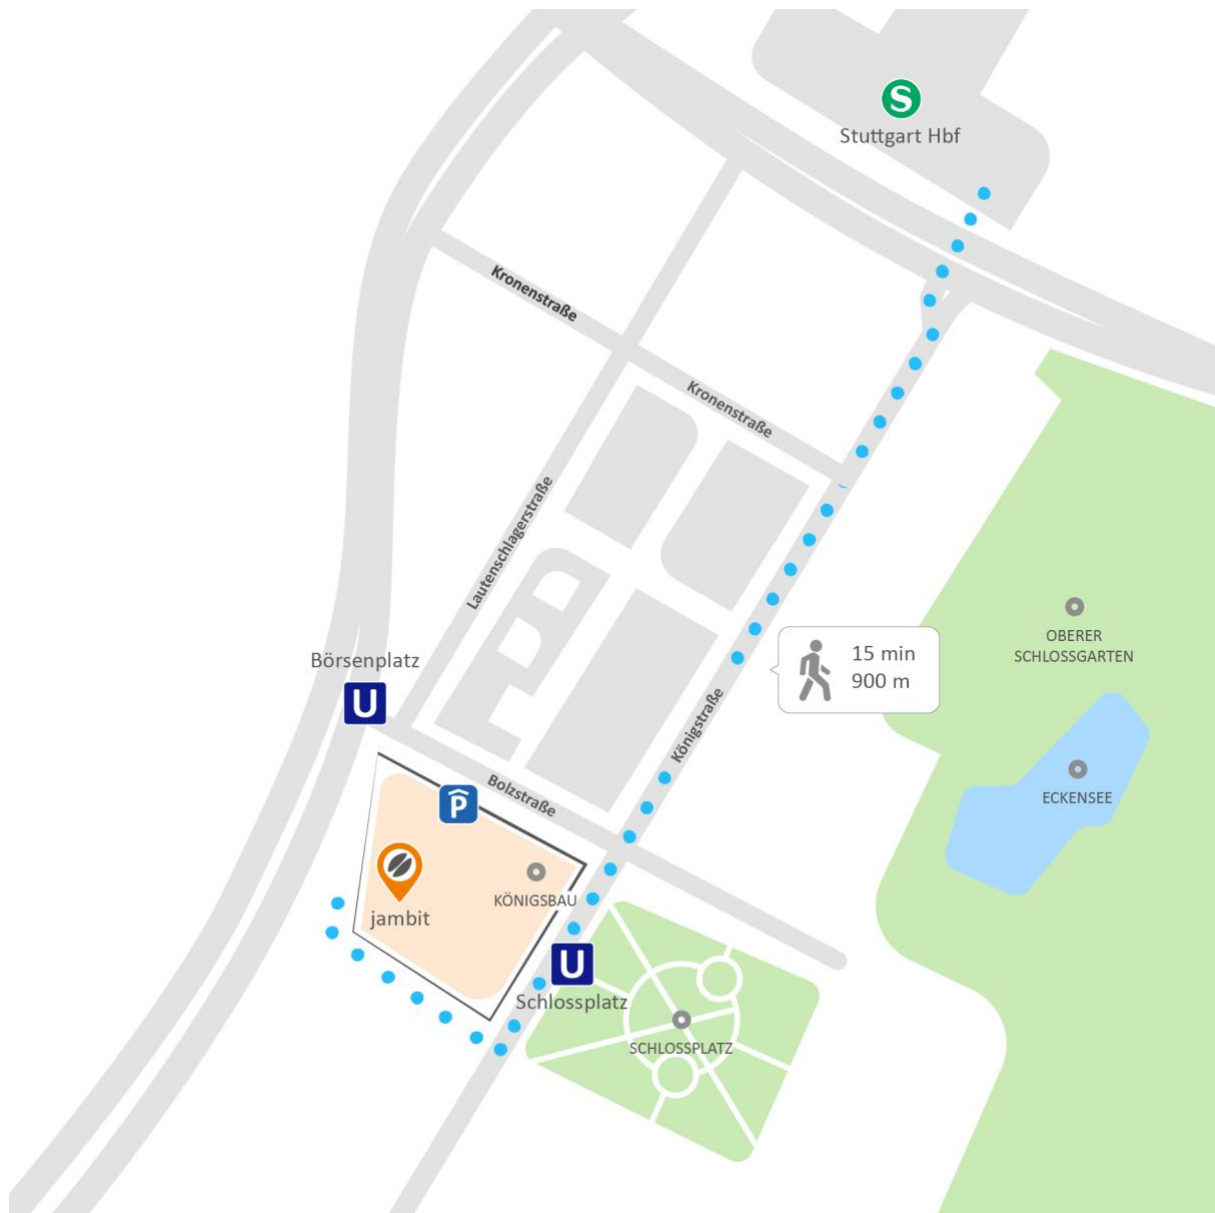 S
Stuttgart Hbf
Kronenstraße
Kronenstraße
Lautenschlagerstraße
15 min
900 m
OBERER
SCHLOSSGARTEN
Börsenplatz
U
Königstraße
ECKENSEE
Bolzstraße
P
KÖNIGSBAU
jambit
U
Schlossplatz
SCHLOSSPLATZ